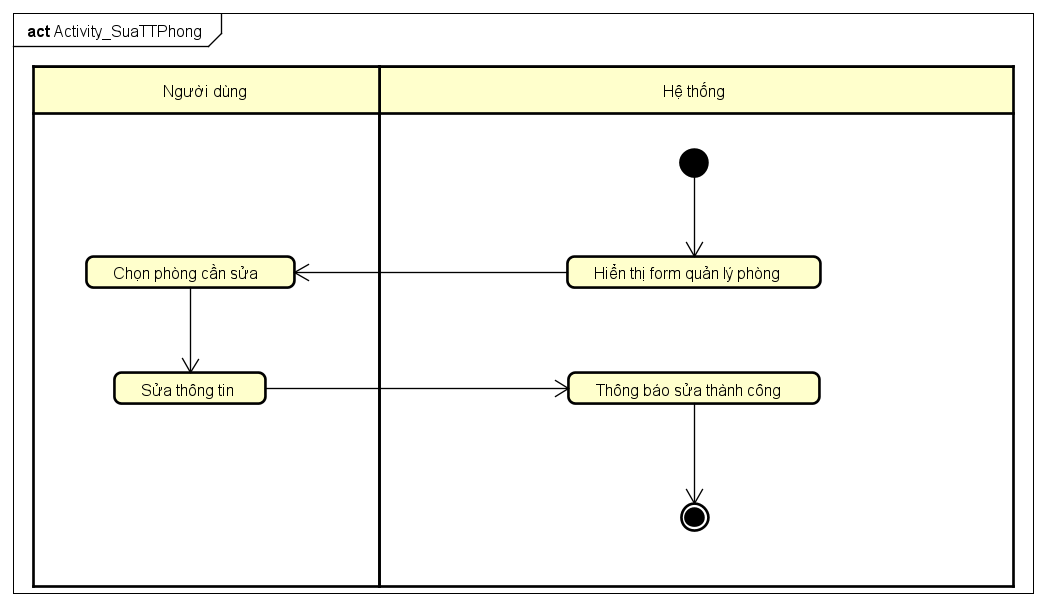 act Activity_SuaTTPhong
Người dùng
Hệ thống
Chọn phòng cần sửa
Hiển thị form quản lý phòng
Sửa thông tin
Thông báo sửa thành công